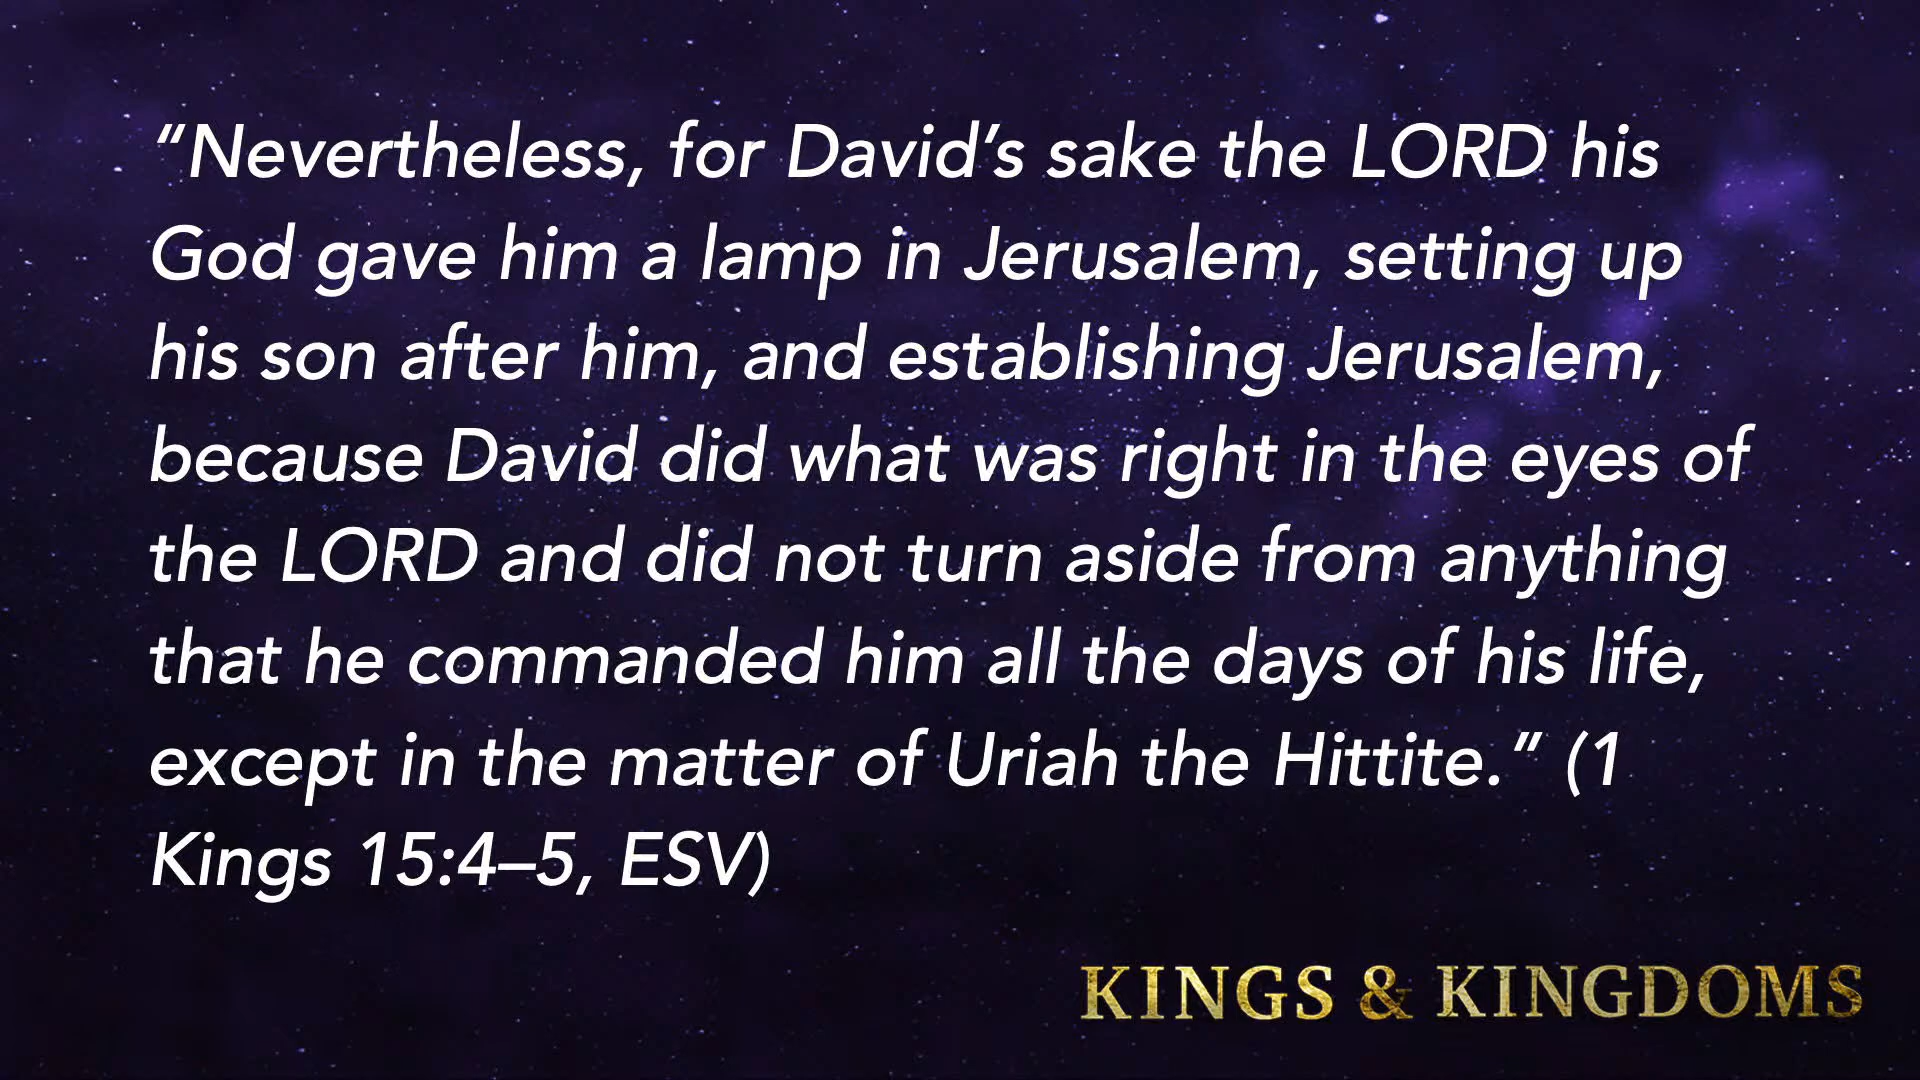 “Nevertheless, for David’s sake the LORD his
God gave him a lamp in Jerusalem, setting up
his son after him, and establishing Jerusalem,
because David did what was right in the eyes of
the LORD and did not turn aside from anything
that he commanded him all the days of his life,
except in the matter of Uriah the Hittite.” (1
Kings 15:4–5, ESV)
KINGS & KINGDOMS